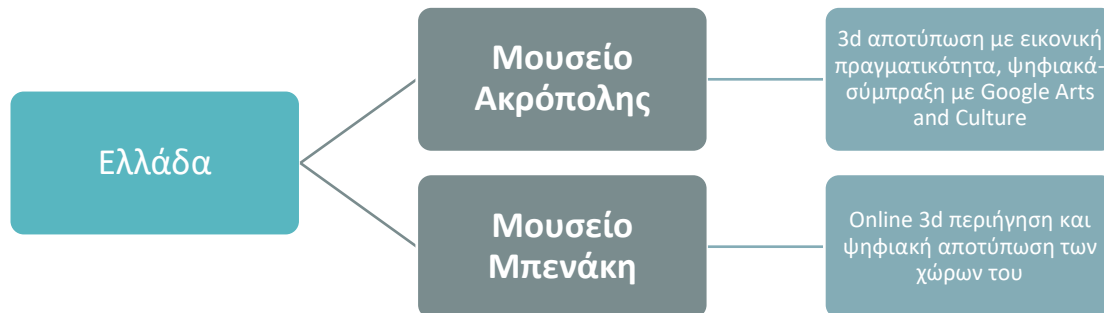 Ελλάδα
Μουσείο
Ακρόπολης
3d αποτύπωση με εικονική
πραγματικότητα, ψηφιακά-
σύμπραξη με Google Arts
and Culture
Μουσείο
Μπενάκη
Online 3d περιήγηση και
ψηφιακή αποτύπωση των
χώρων του